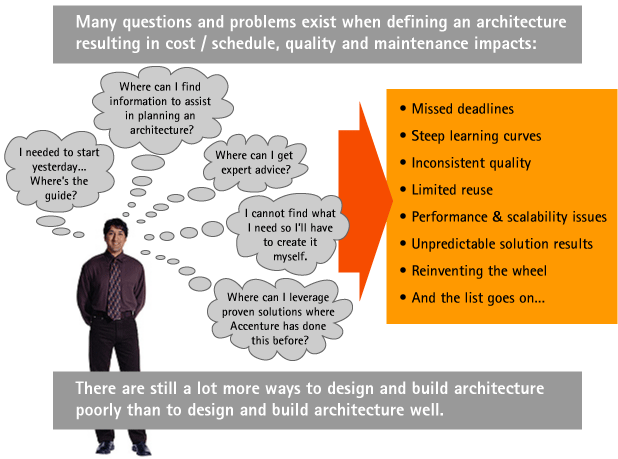 Many questions and problems exist when defining an architecture
resulting in cost / schedule, quality and maintenance impacts:
Where can I find
information to assist
in planning an
architecture?
I needed to start
yesterday...
Where's the
guide?
Where can I get
expert advice?
I cannot find what
I need so I'll have
to create it
myself.
Where can I leverage
proven solutions where
Accenture has done
this before?
• Missed deadlines
• Steep learning curves
• Inconsistent quality
• Limited reuse
• Performance & scalability issues
• Unpredictable solution results
• Reinventing the wheel
• And the list goes on...
There are still a lot more ways to design and build architecture
poorly than to design and build architecture well.